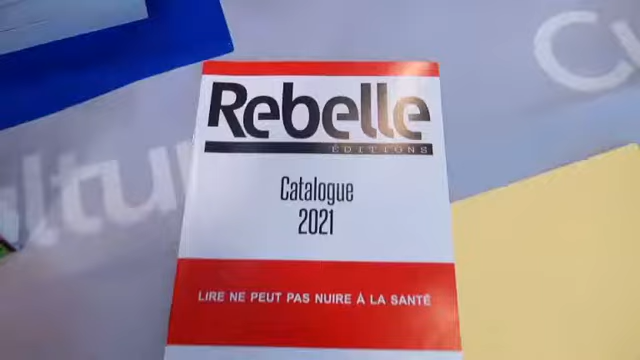 Rebelle
ÉDITIONS
Catalogue
2021
LIRE NE PEUT PAS NUIRE À LA SANTÉ